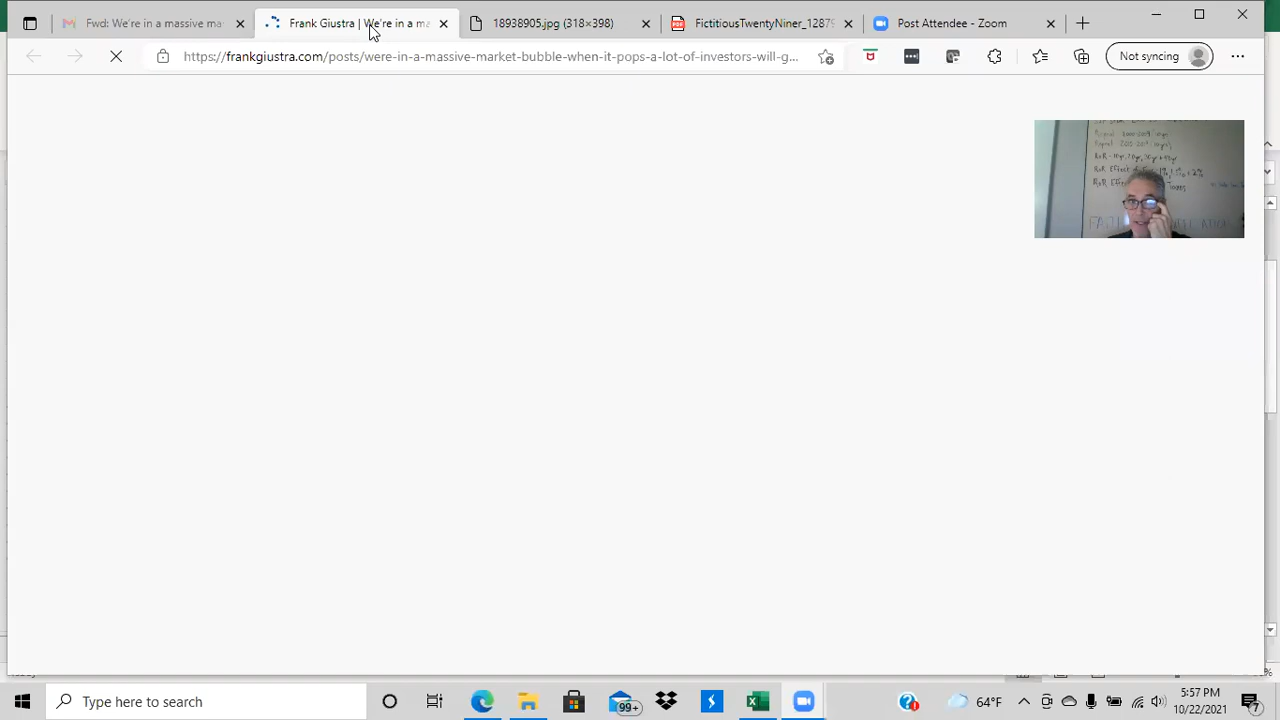 Fwd: We're in a massive ma
Frank Giustra | We're in a ma
18938905.jpg (318×398)
FictitiousTwentyNiner_12879
Post Attendee - Zoom
https://frankgiustra.com/posts/were-in-a-massive-market-bubble-when-it-pops-a-lot-of-investors-will-g...
Not syncing
Type here to search
99+
64°F
5:57 PM
10/22/2021
7